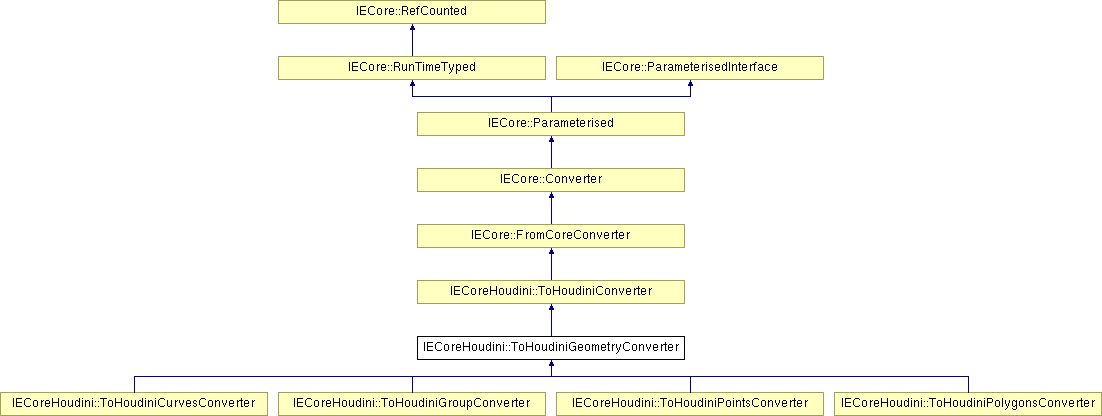 IECore::RefCounted
IECore::RunTimeTyped
IECore::ParameterisedInterface
IECore::Parameterised
IECore::Converter
IECore::FromCoreConverter
IECoreHoudini::ToHoudiniConverter
IECoreHoudini::ToHoudiniGeometryConverter
IECoreHoudini::ToHoudiniCurvesConverter
IECoreHoudini::ToHoudiniGroupConverter
IECoreHoudini::ToHoudiniPointsConverter
IECoreHoudini::ToHoudiniPolygonsConverter